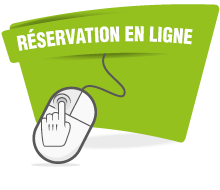 RÉSERVATION EN LIGNE